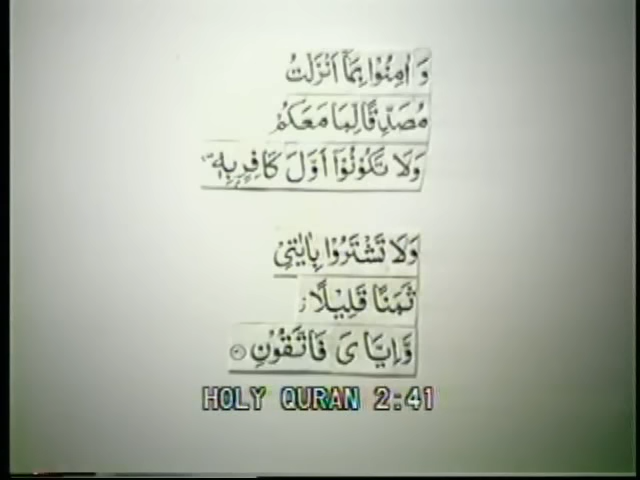 وَاٰمِنُوْا بِمَآ اَنْزَلْتُ
مُصَدِّقًا لِّمَا مَعَكُمْ
وَلَا تَكُوْنُوْٓا اَوَّلَ كَافِرٍۭ بِهٖ
وَلَا تَشْتَرُوْا بِاٰيٰتِيْ
ثَمَنًا قَلِيْلًا
وَّاِيَّايَ فَاتَّقُوْنِ
HOLY QURAN 2:41